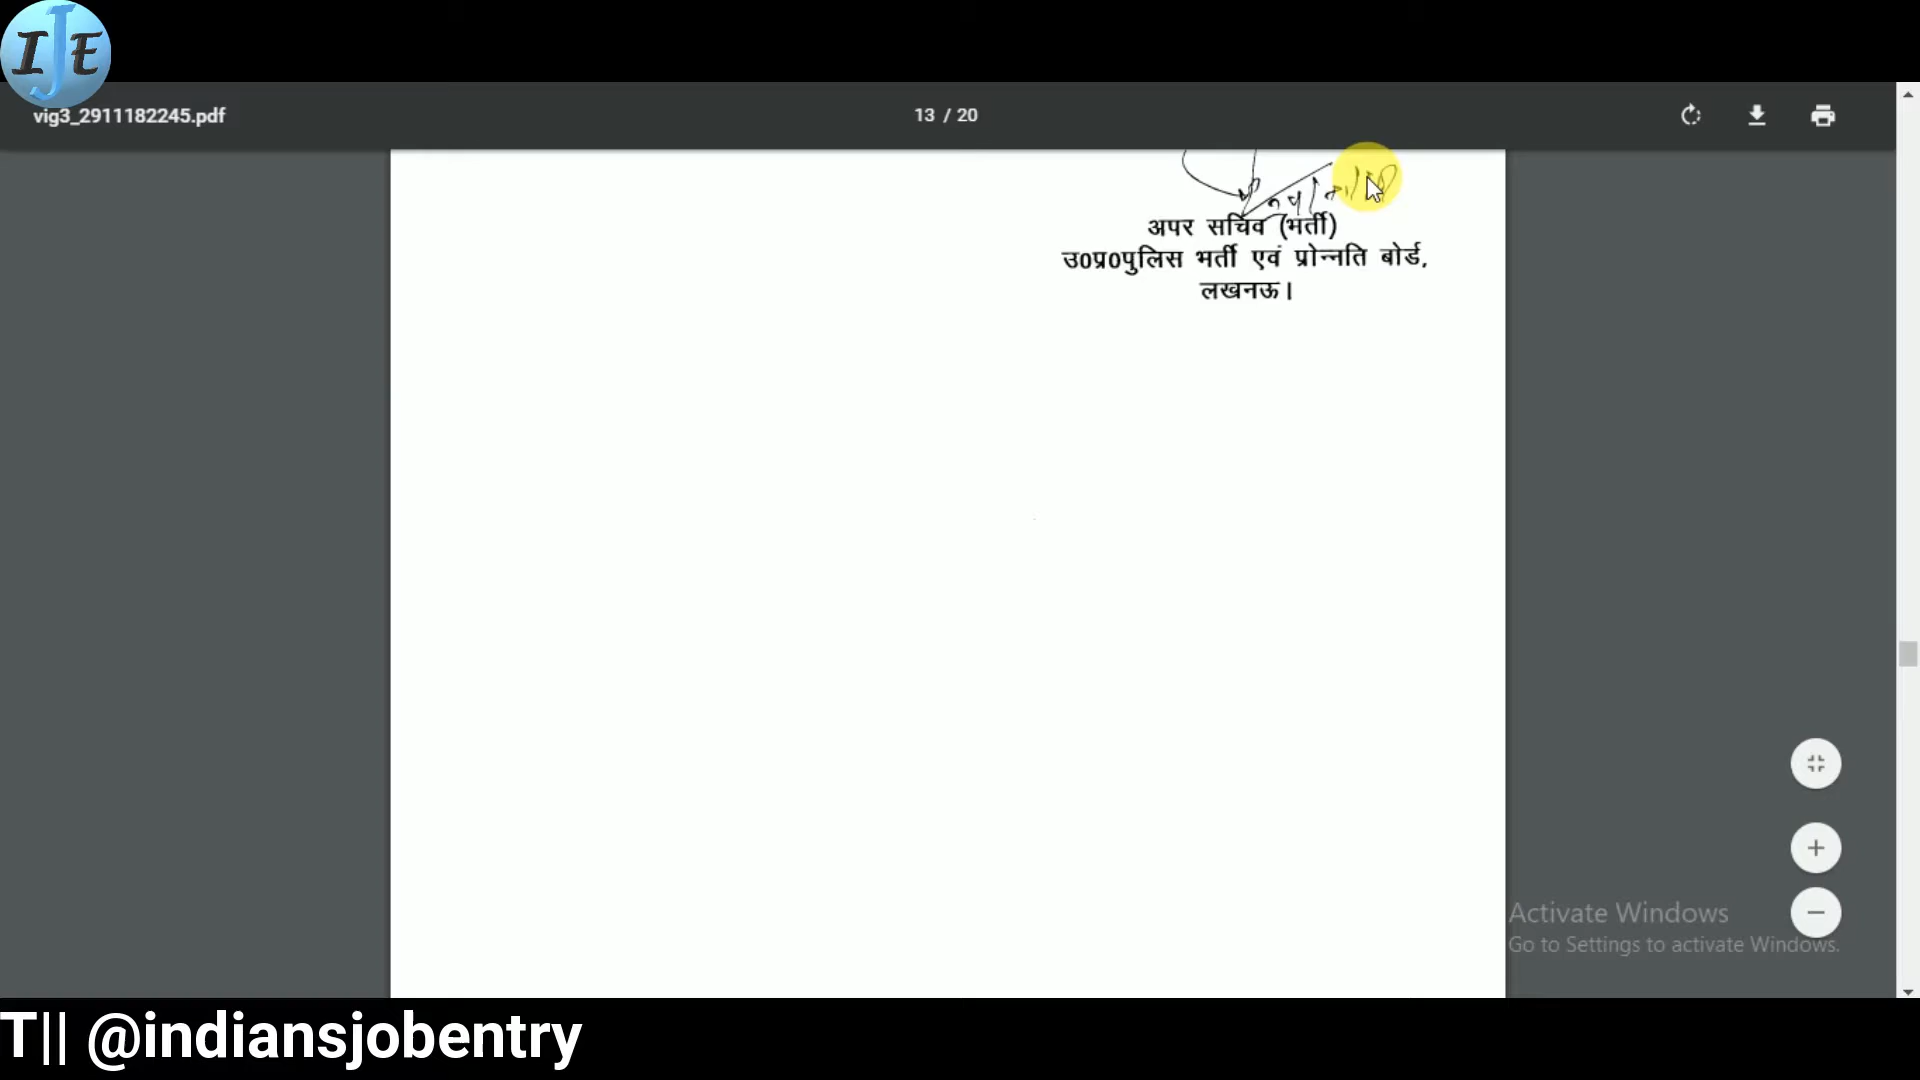 IJE
vig3_2911182245.pdf
13 / 20
अपर सचिव (भर्ती)
उ0प्र0पुलिस भर्ती एवं प्रोन्नति बोर्ड,
लखनऊ।
Activate Windows
Go to Settings to activate Windows.
T|| @indiansjobentry